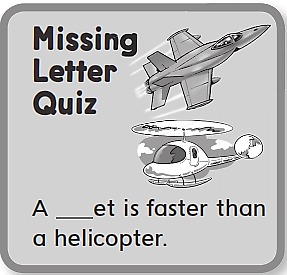 Missing
Letter
Quiz
A ___et is faster than
a helicopter.